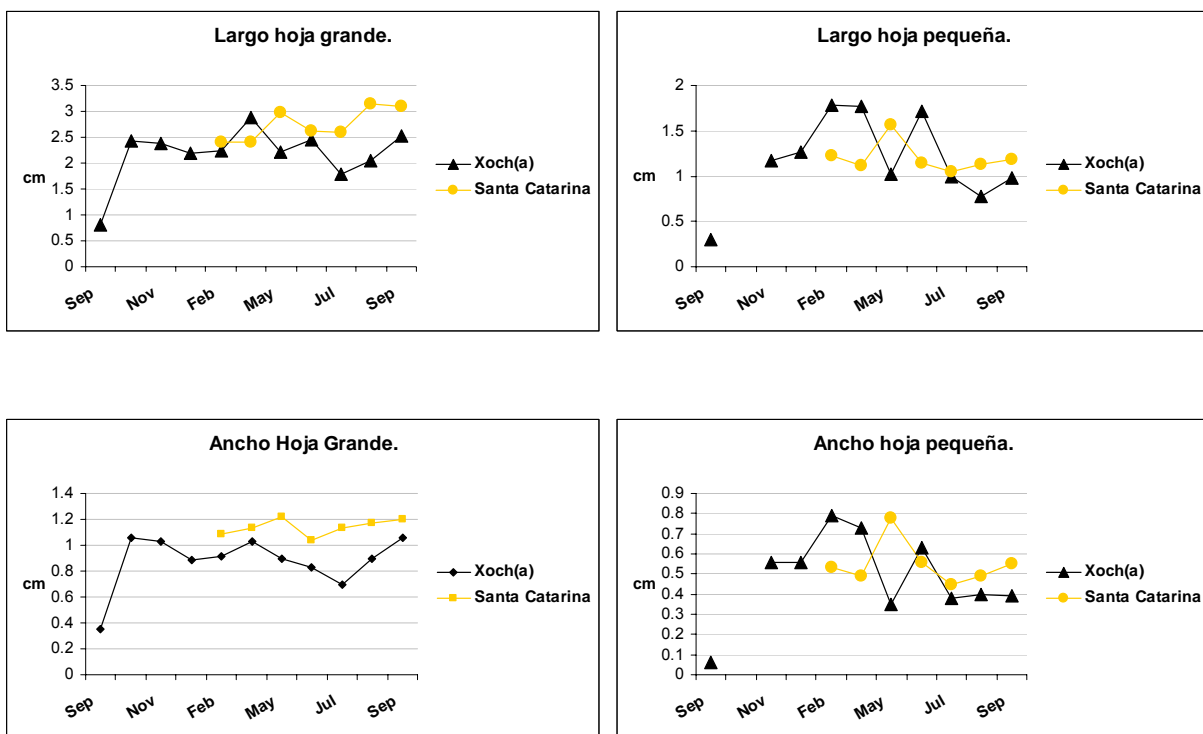 Largo hoja grande.
3.5
3
2.5
2
1.5
1
0.5
0
cm
Sep
Nov
Feb
May
Jul
Sep
Xoch(a)
Santa Catarina
Largo hoja pequeña.
2
1.5
1
0.5
0
cm
Sep
Nov
Feb
May
Jul
Sep
Xoch(a)
Santa Catarina
Ancho Hoja Grande.
1.4
1.2
1
0.8
0.6
0.4
0.2
0
cm
Sep
Nov
Feb
May
Jul
Sep
Xoch(a)
Santa Catarina
Ancho hoja pequeña.
0.9
0.8
0.7
0.6
0.5
0.4
0.3
0.2
0.1
0
cm
Sep
Nov
Feb
May
Jul
Sep
Xoch(a)
Santa Catarina